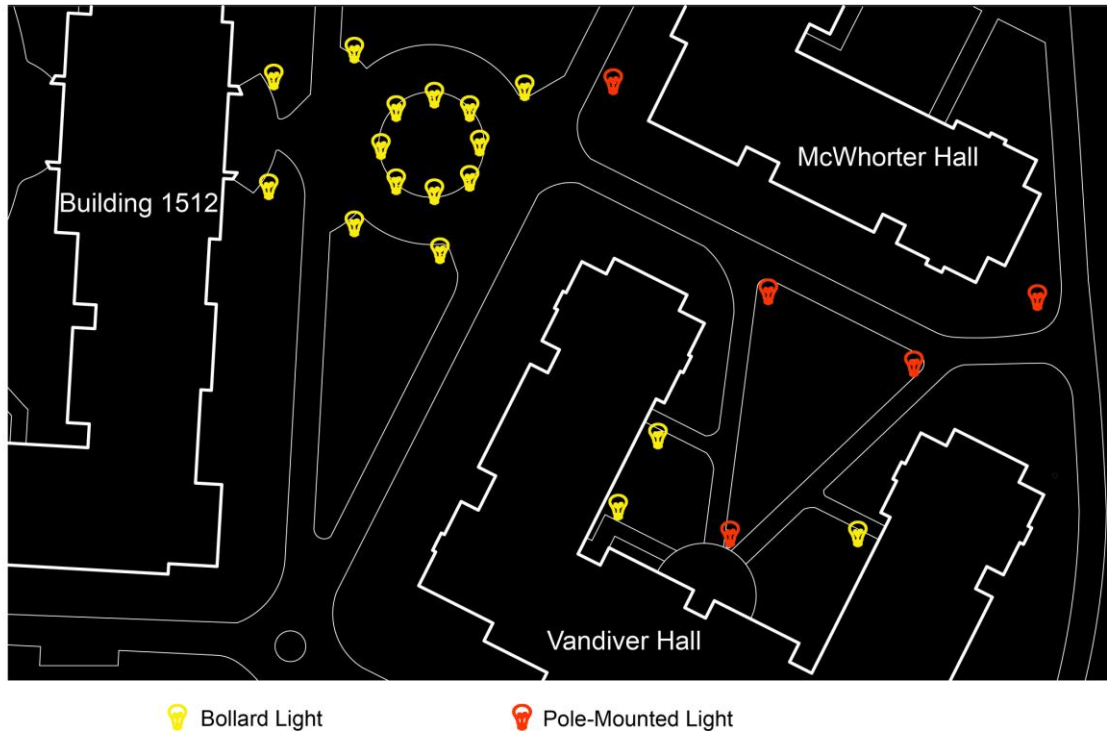 McWhorter Hall
Building 1512
Vandiver Hall
Bollard Light
Pole-Mounted Light